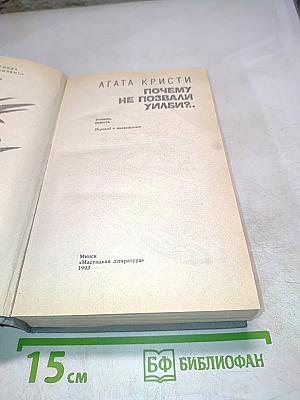 АГАТА КРИСТИ
ПОЧЕМУ
НЕ ПОЗВАЛИ
УИЛБИ?..
Романы,
повесть
Перевод с английского
Минск
«Мастацкая літаратура»
1993
15 см
БФ БИБЛИОФАН